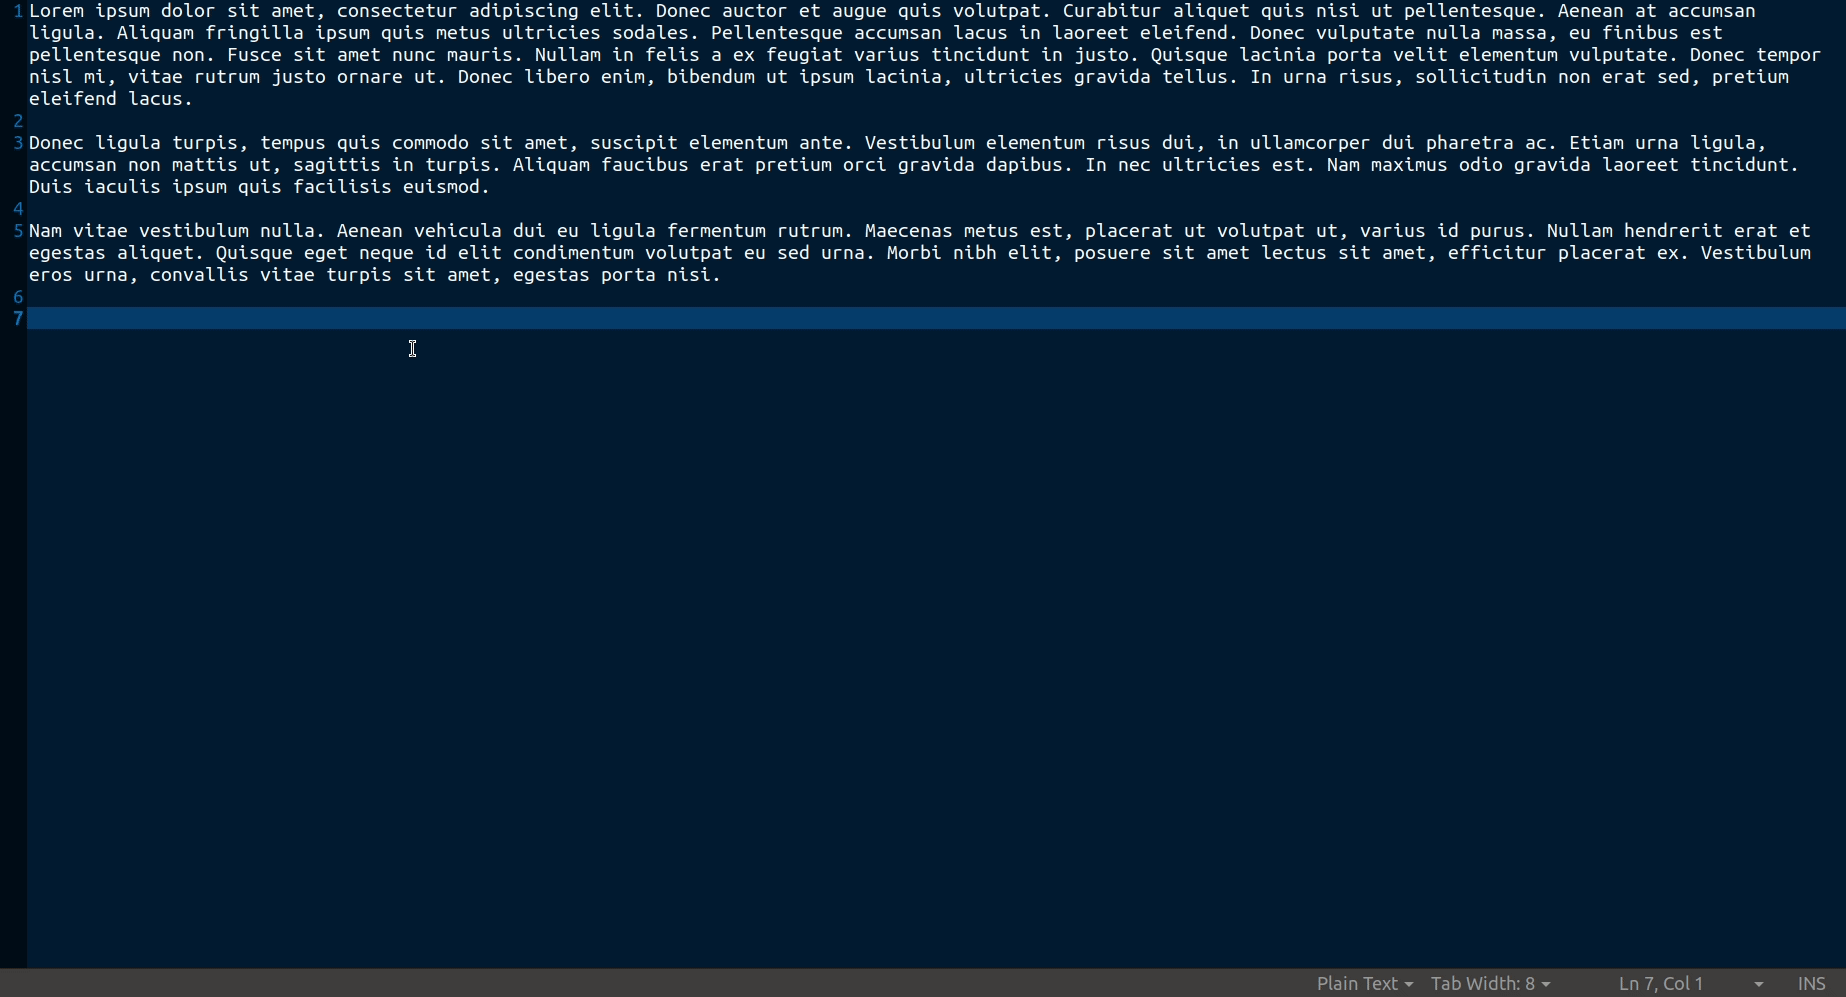 1 Lorem ipsum dolor sit amet, consectetur adipiscing elit. Donec auctor et augue quis volutpat. Curabitur aliquet quis nisi ut pellentesque. Aenean at accumsan
ligula. Aliquam fringilla ipsum quis metus ultricies sodales. Pellentesque accumsan lacus in laoreet eleifend. Donec vulputate nulla massa, eu finibus est
pellentesque non. Fusce sit amet nunc mauris. Nullam in felis a ex feugiat varius tincidunt in justo. Quisque lacinia porta velit elementum vulputate. Donec tempor
nisl mi, vitae rutrum justo ornare ut. Donec libero enim, bibendum ut ipsum lacinia, ultricies gravida tellus. In urna risus, sollicitudin non erat sed, pretium
eleifend lacus.
2
3 Donec ligula turpis, tempus quis commodo sit amet, suscipit elementum ante. Vestibulum elementum risus dui, in ullamcorper dui pharetra ac. Etiam urna ligula,
accumsan non mattis ut, sagittis in turpis. Aliquam faucibus erat pretium orci gravida dapibus. In nec ultricies est. Nam maximus odio gravida laoreet tincidunt.
Duis iaculis ipsum quis facilisis euismod.
4
5 Nam vitae vestibulum nulla. Aenean vehicula dui eu ligula fermentum rutrum. Maecenas metus est, placerat ut volutpat ut, varius id purus. Nullam hendrerit erat et
egestas aliquet. Quisque eget neque id elit condimentum volutpat eu sed urna. Morbi nibh elit, posuere sit amet lectus sit amet, efficitur placerat ex. Vestibulum
eros urna, convallis vitae turpis sit amet, egestas porta nisi.
6
7
Plain Text Tab Width: 8 Ln 7, Col 1 INS